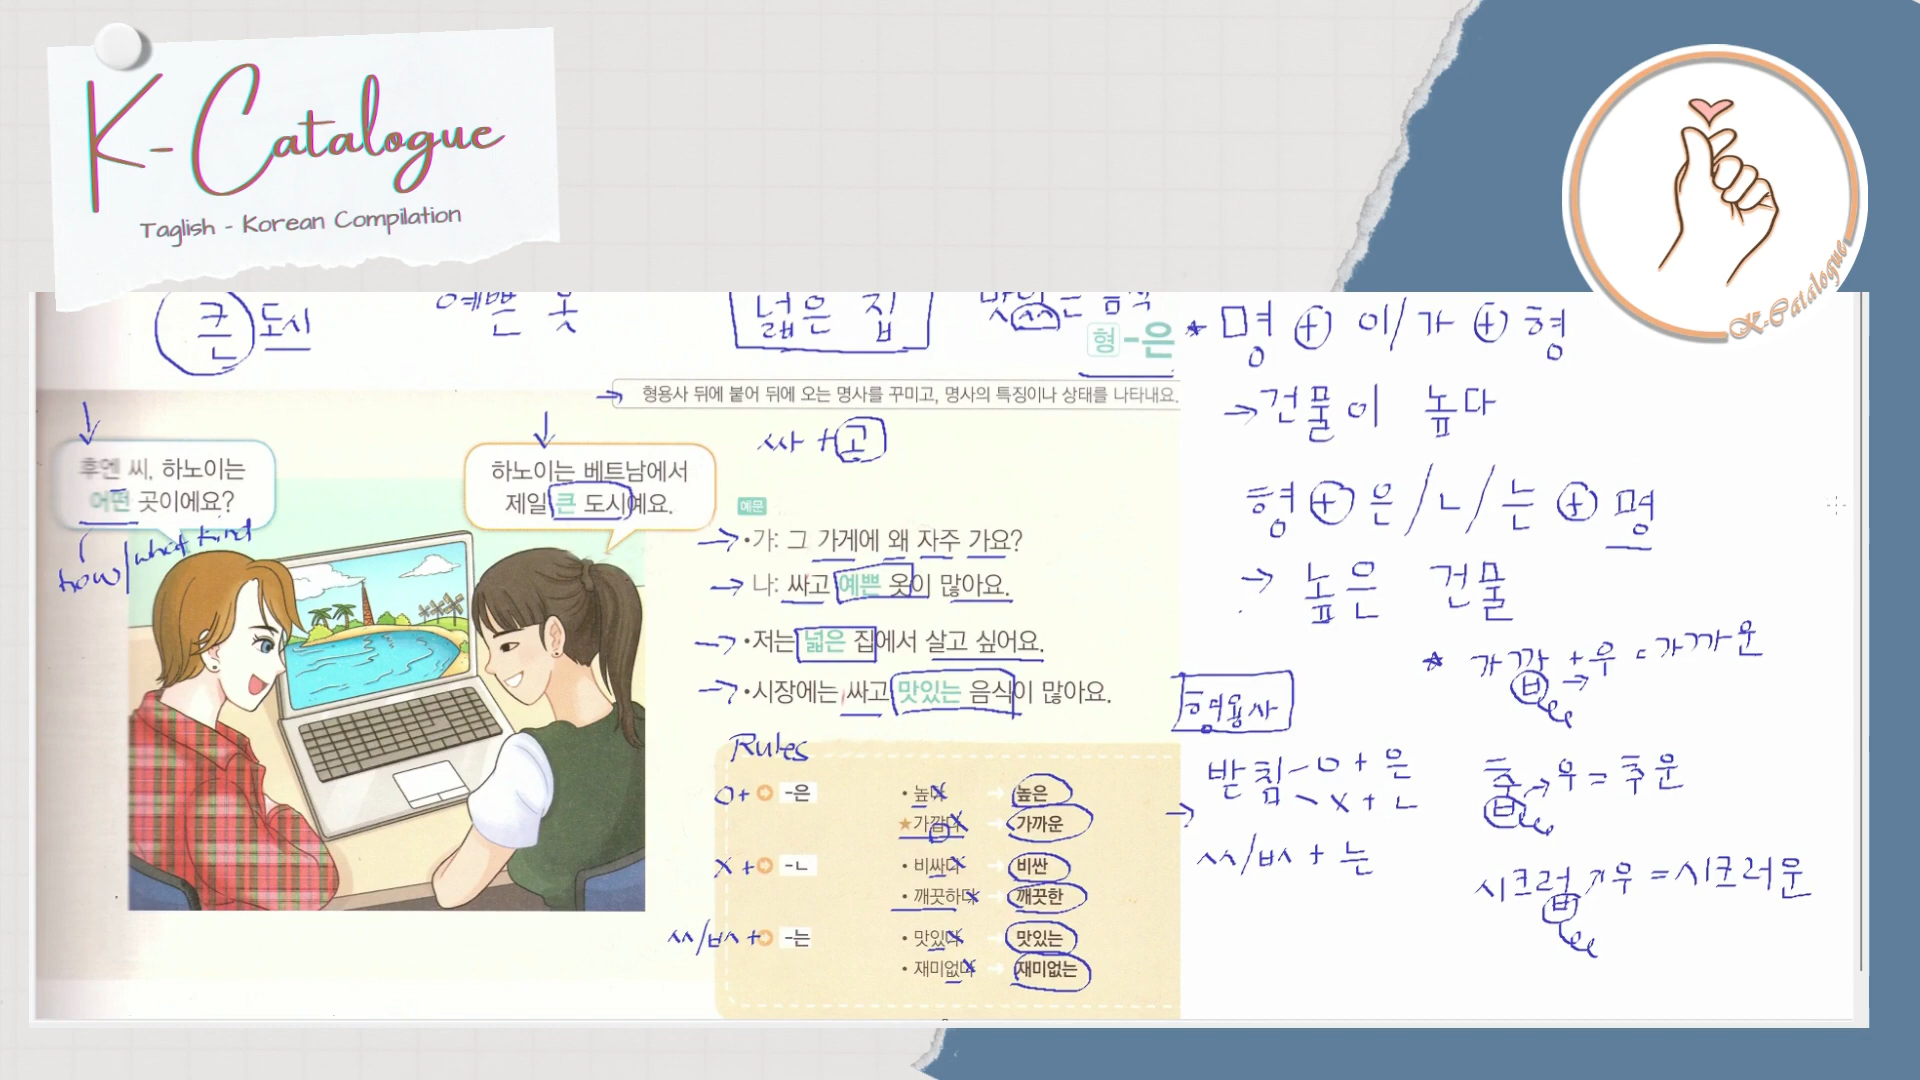 K-Catalogue
Taglish - Korean Compilation
K-Catalogue
큰 도시
예쁜 옷
넓은 집
맛있는 음식
형 -은
* 명 + 이/가 + 형
→ 건물이 높다
형 + 은/ㄴ/는 + 명
→ 높은 건물
→ 형용사 뒤에 붙어 뒤에 오는 명사를 꾸미고, 명사의 특징이나 상태를 나타내요.
싸 + 고
후엔 씨, 하노이는
어떤 곳이에요?
how/what kind
하노이는 베트남에서
제일 큰 도시예요.
예문
→ •가: 그 가게에 왜 자주 가요?
→ 나: 싸고 예쁜 옷이 많아요.
→ •저는 넓은 집에서 살고 싶어요.
→ •시장에는 싸고 맛있는 음식이 많아요.
Rules
O+ -은
• 높다 → 높은
★가깝다 → 가까운
X+ -ㄴ
• 비싸다 → 비싼
• 깨끗하다 → 깨끗한
ㅆ/ㅄ + -는
• 맛있다 → 맛있는
• 재미없다 → 재미없는
형용사
→ 받침 - O + 은
- X + ㄴ
ㅆ/ㅄ + 는
★ 가깝 + 우 = 가까운
ㅂ →
춥 → 우 = 추운
시끄럽 ↗ 우 = 시끄러운